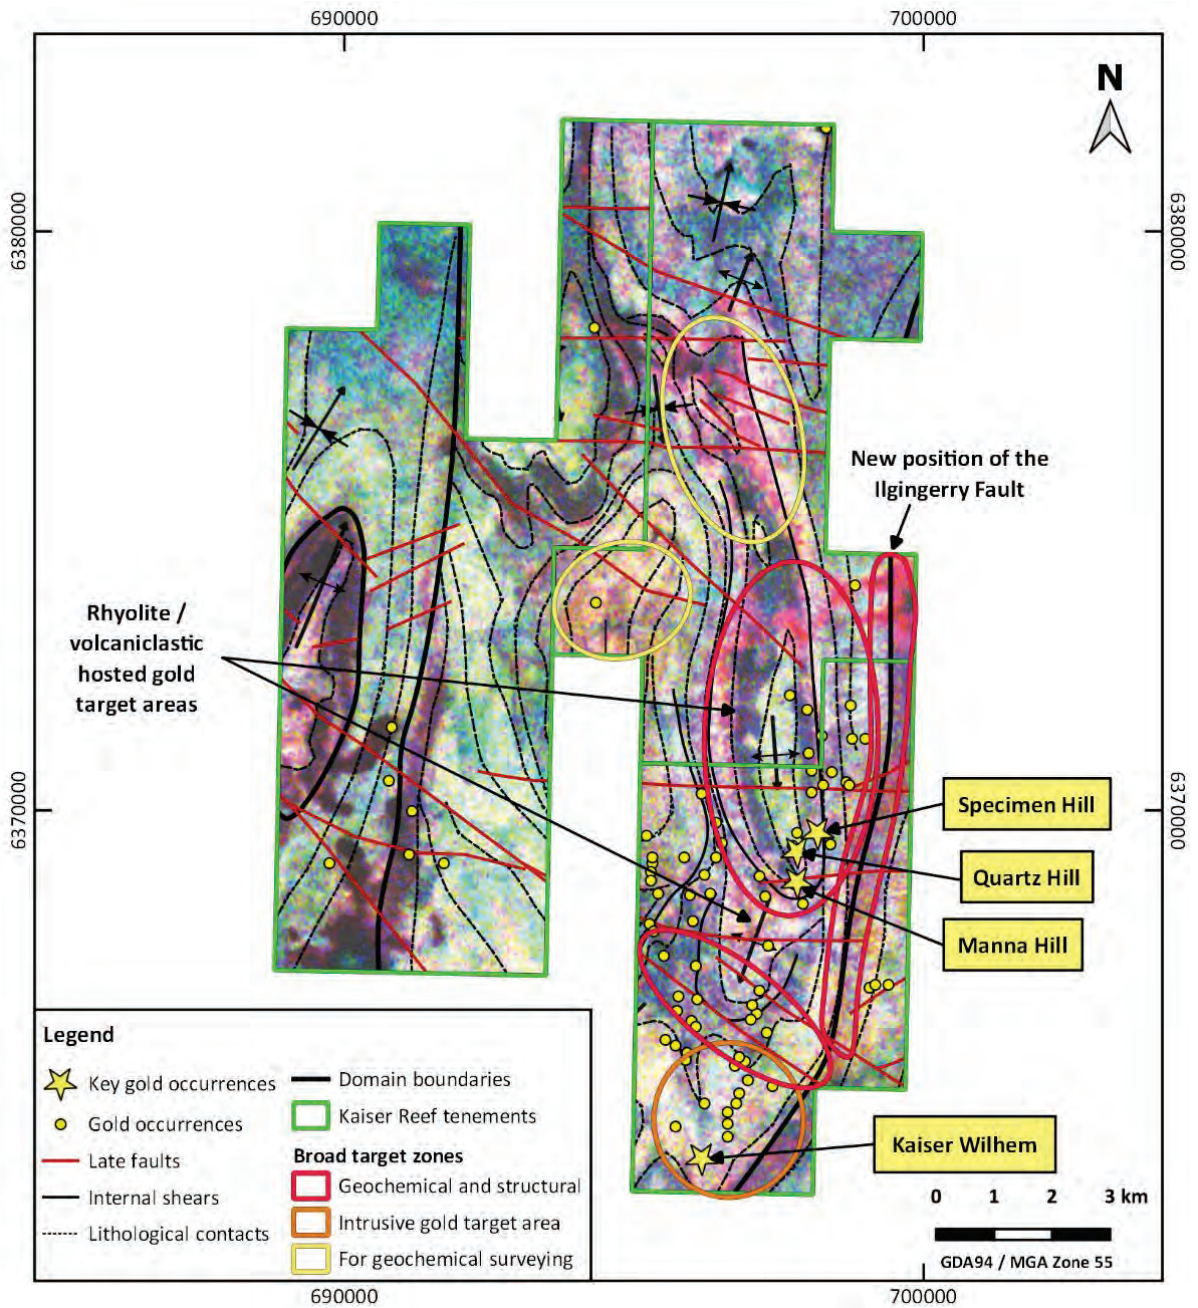 690000
700000
N
6380000
6380000
New position of the
Ilgingerry Fault
Rhyolite /
volcaniclastic
hosted gold
target areas
6370000
6370000
Specimen Hill
Quartz Hill
Manna Hill
Kaiser Wilhem
Legend
Key gold occurrences
Gold occurrences
Late faults
Internal shears
Lithological contacts
Domain boundaries
Kaiser Reef tenements
Broad target zones
Geochemical and structural
Intrusive gold target area
For geochemical surveying
0 1 2 3 km
GDA94 / MGA Zone 55
690000
700000